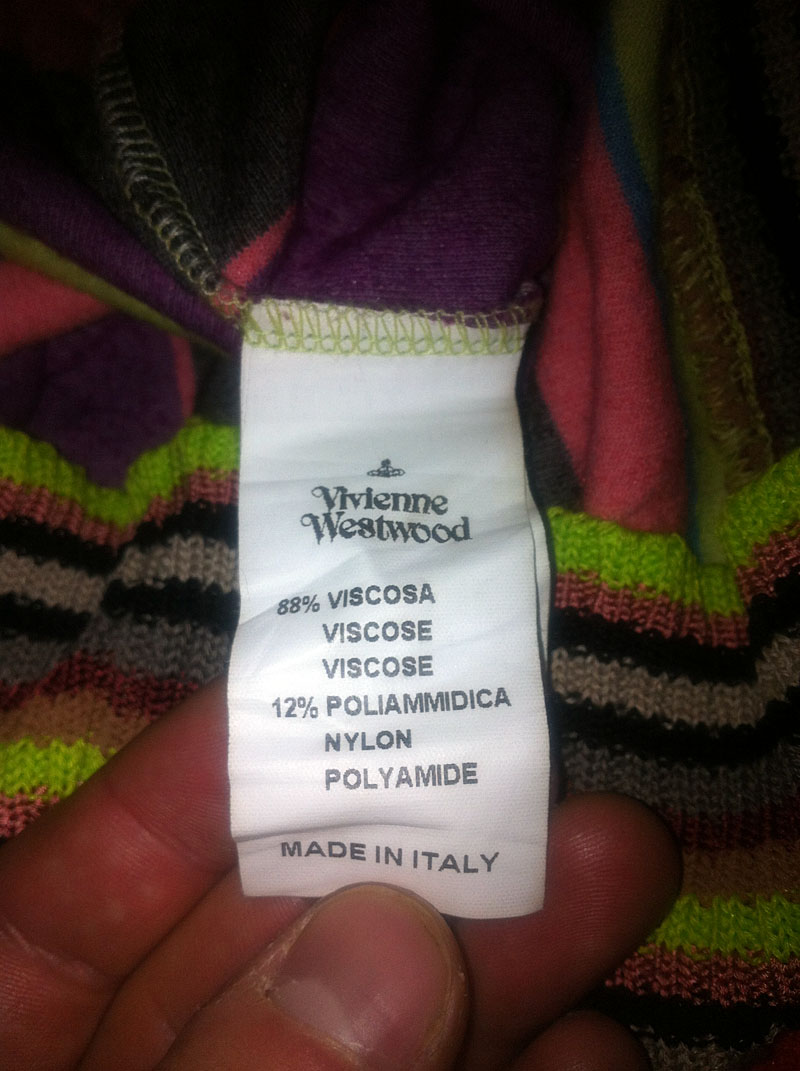 Vivienne
Westwood
88% VISCOSA
VISCOSE
VISCOSE
12% POLIAMMIDICA
NYLON
POLYAMIDE
MADE IN ITALY